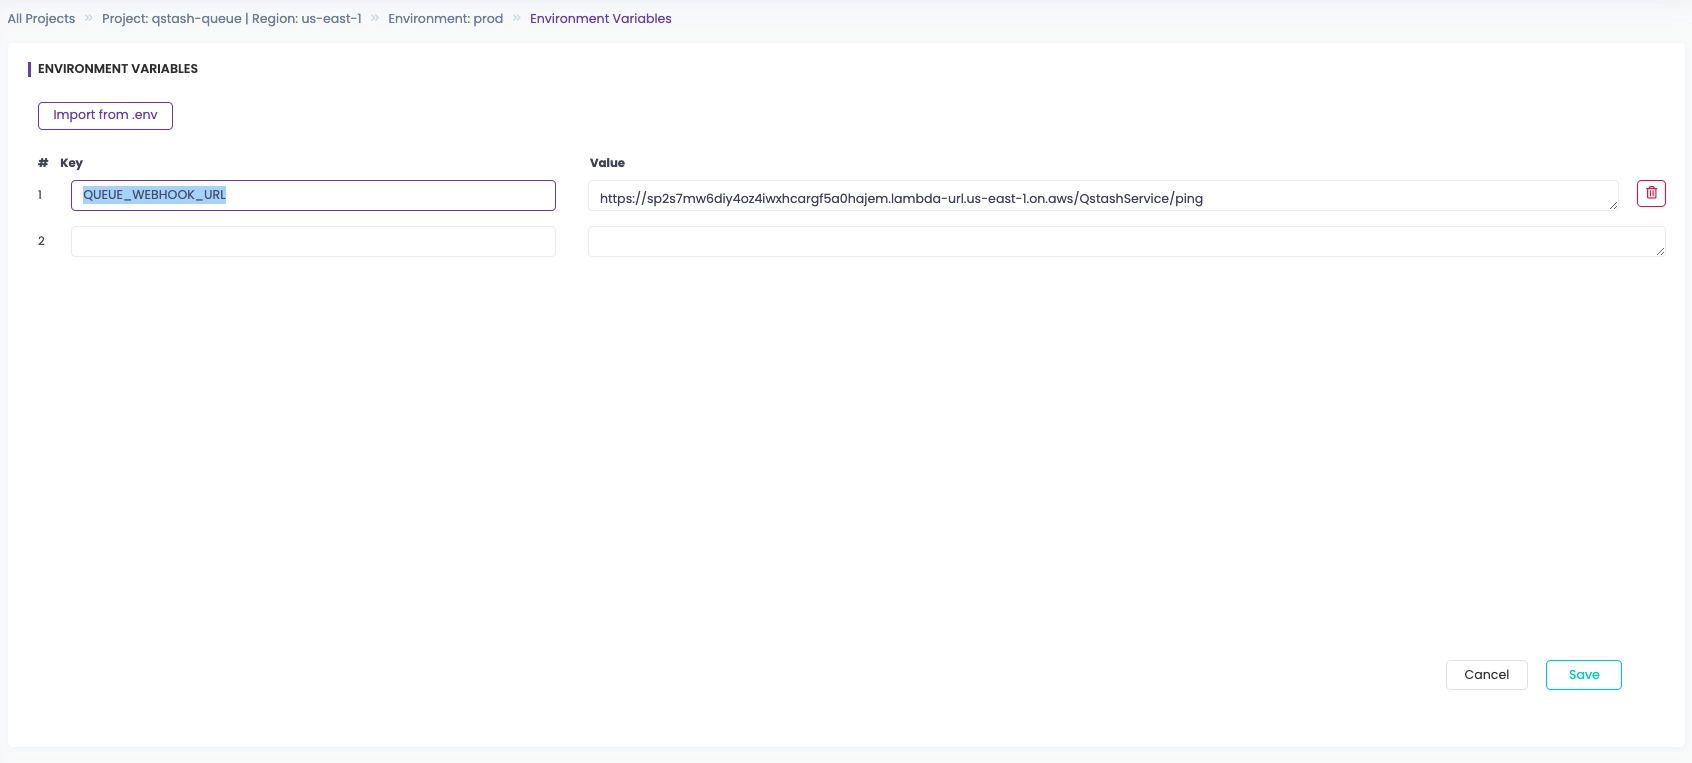 All Projects » Project: qstash-queue | Region: us-east-1 » Environment: prod » Environment Variables
ENVIRONMENT VARIABLES
Import from .env
# Key Value
1 QUEUE_WEBHOOK_URL https://sp2s7mw6diy4oz4iwxhcargf5a0hajem.lambda-url.us-east-1.on.aws/QstashService/ping
2
Cancel Save